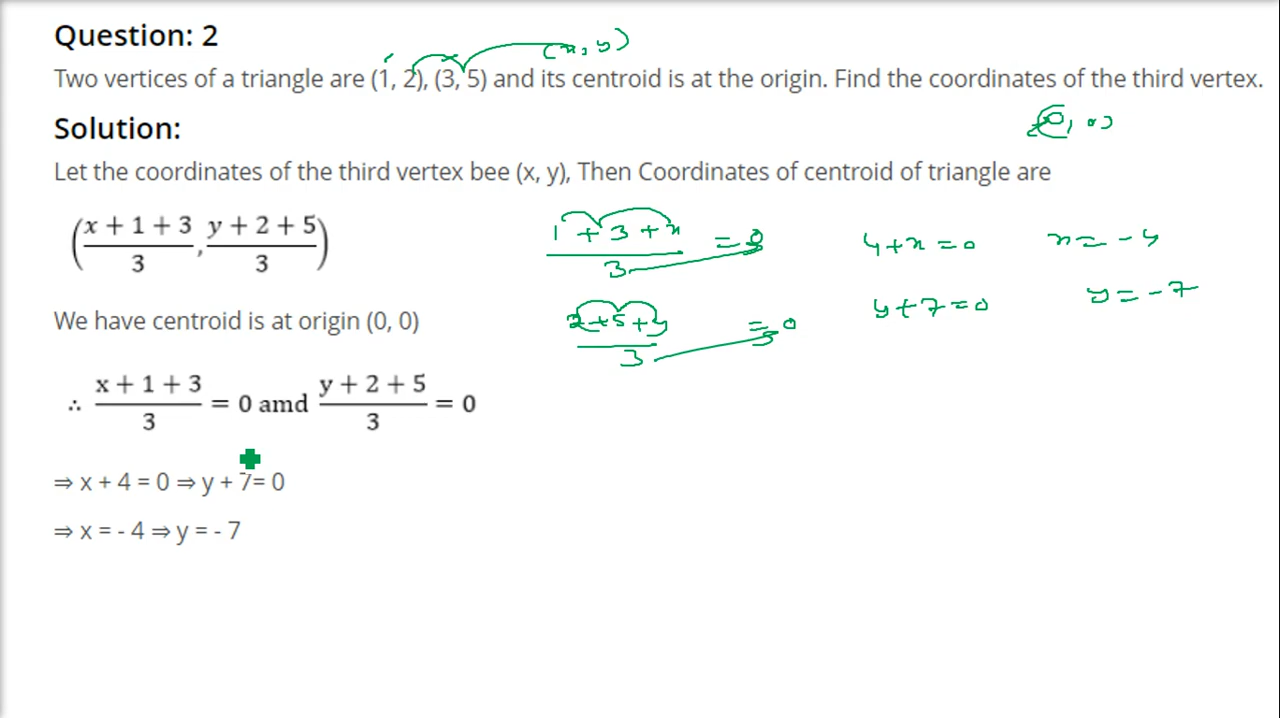 Question: 2
(x, y)
Two vertices of a triangle are (1, 2), (3, 5) and its centroid is at the origin. Find the coordinates of the third vertex.
Solution:
Let the coordinates of the third vertex bee (x, y), Then Coordinates of centroid of triangle are
(x + 1 + 3 / 3, y + 2 + 5 / 3)
1 + 3 + x / 3 = 0
4 + x = 0
x = - 4
We have centroid is at origin (0, 0)
2 + 5 + y / 3 = 0
y + 7 = 0
y = - 7
∴ x + 1 + 3 / 3 = 0 amd y + 2 + 5 / 3 = 0
⇒ x + 4 = 0 ⇒ y + 7= 0
⇒ x = - 4 ⇒ y = - 7